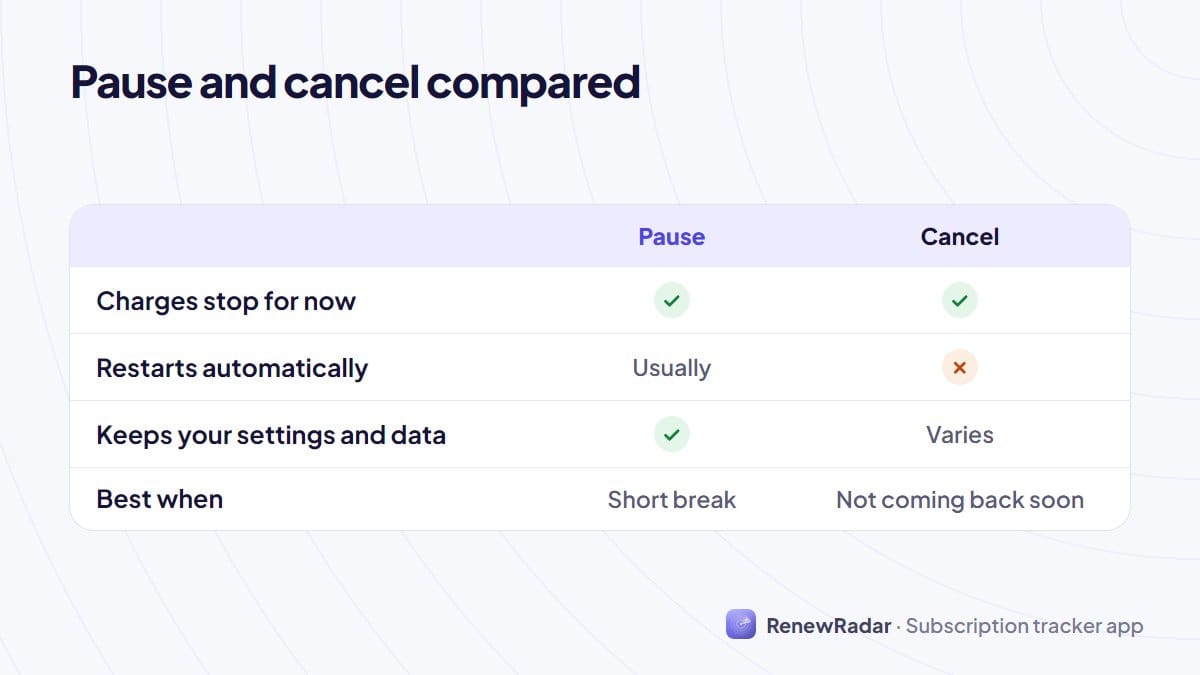 Pause and cancel compared
Pause Cancel
Charges stop for now
Restarts automatically Usually
Keeps your settings and data Varies
Best when Short break Not coming back soon
RenewRadar · Subscription tracker app